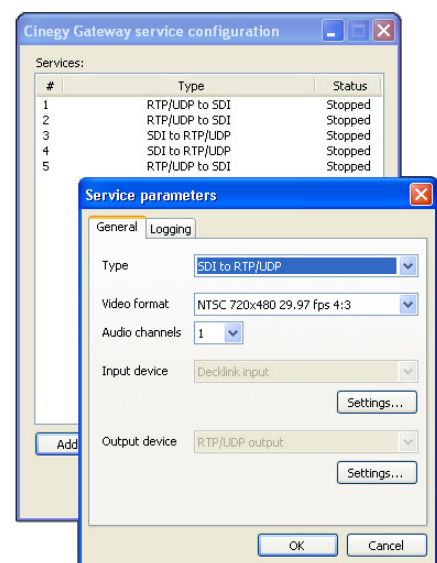 Cinegy Gateway service configuration
Services:
# Type Status
1 RTP/UDP to SDI Stopped
2 RTP/UDP to SDI Stopped
3 SDI to RTP/UDP Stopped
4 SDI to RTP/UDP Stopped
5 RTP/UDP to SDI Stopped
Add
Service parameters
General Logging
Type SDI to RTP/UDP
Video format NTSC 720x480 29.97 fps 4:3
Audio channels 1
Input device Decklink input
Settings...
Output device RTP/UDP output
Settings...
OK Cancel